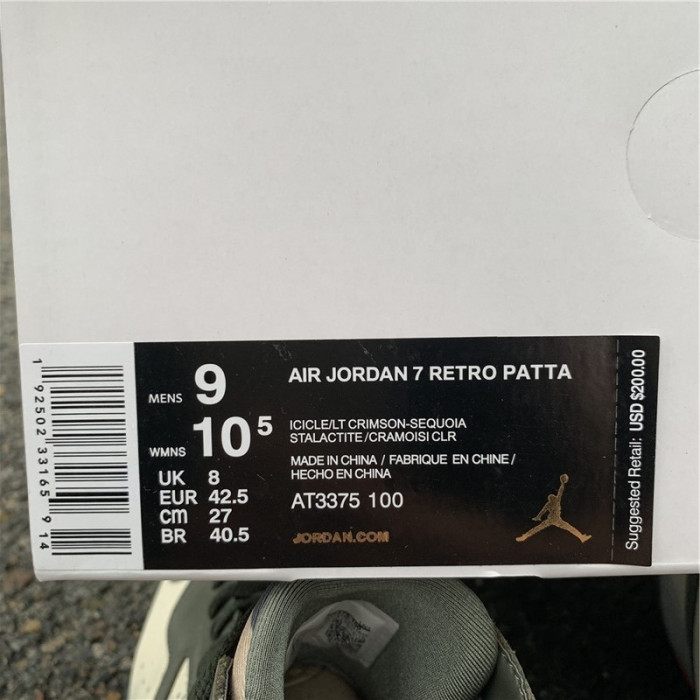 1 92502 33165 9 14
MENS 9
WMNS 10 5
UK 8
EUR 42.5
cm 27
BR 40.5
AIR JORDAN 7 RETRO PATTA
ICICLE/LT CRIMSON-SEQUOIA
STALACTITE/CRAMOISI CLR
MADE IN CHINA / FABRIQUE EN CHINE /
HECHO EN CHINA
AT3375 100
JORDAN.COM
Suggested Retail: USD $200.00